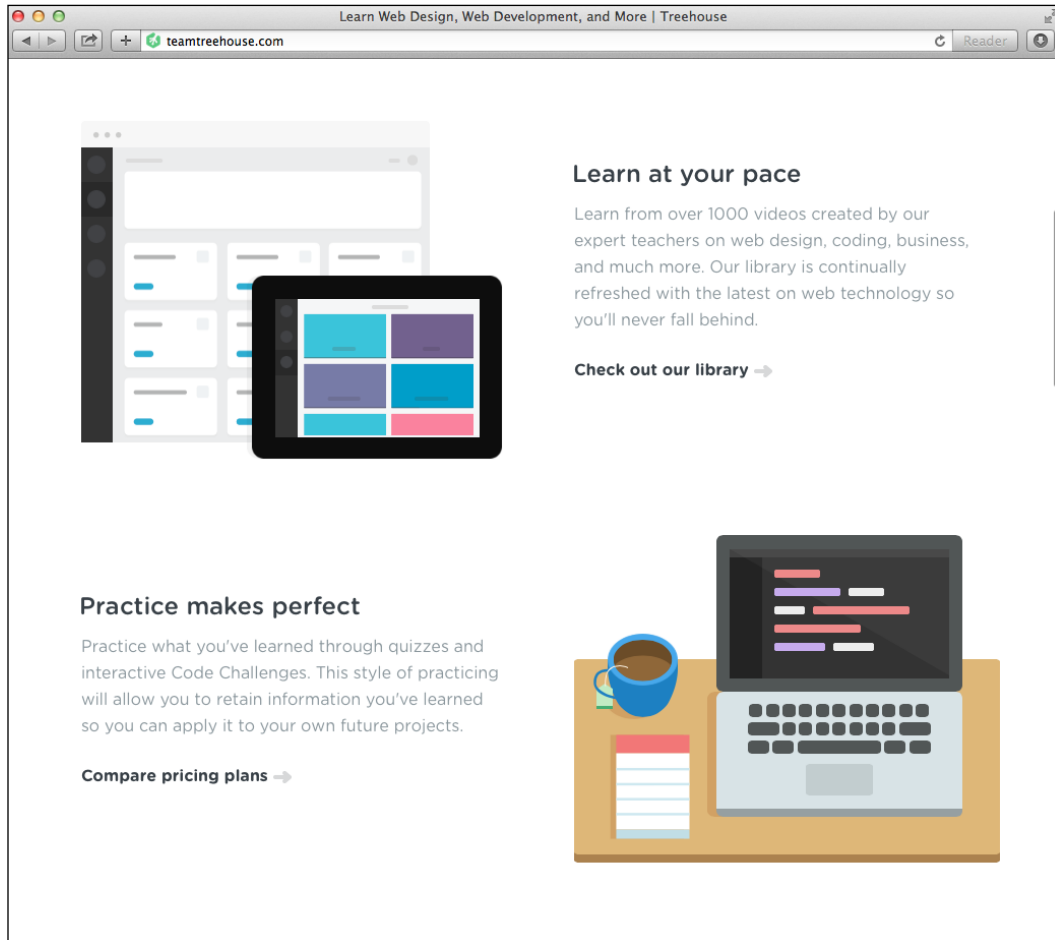 Learn Web Design, Web Development, and More | Treehouse
teamtreehouse.com
Reader
Learn at your pace
Learn from over 1000 videos created by our
expert teachers on web design, coding, business,
and much more. Our library is continually
refreshed with the latest on web technology so
you'll never fall behind.
Check out our library
Practice makes perfect
Practice what you've learned through quizzes and
interactive Code Challenges. This style of practicing
will allow you to retain information you've learned
so you can apply it to your own future projects.
Compare pricing plans